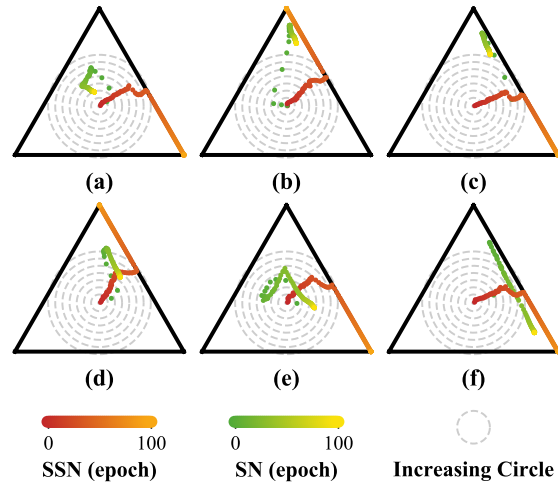 (a) (b) (c)
(d) (e) (f)
0 100 0 100
SSN (epoch) SN (epoch) Increasing Circle